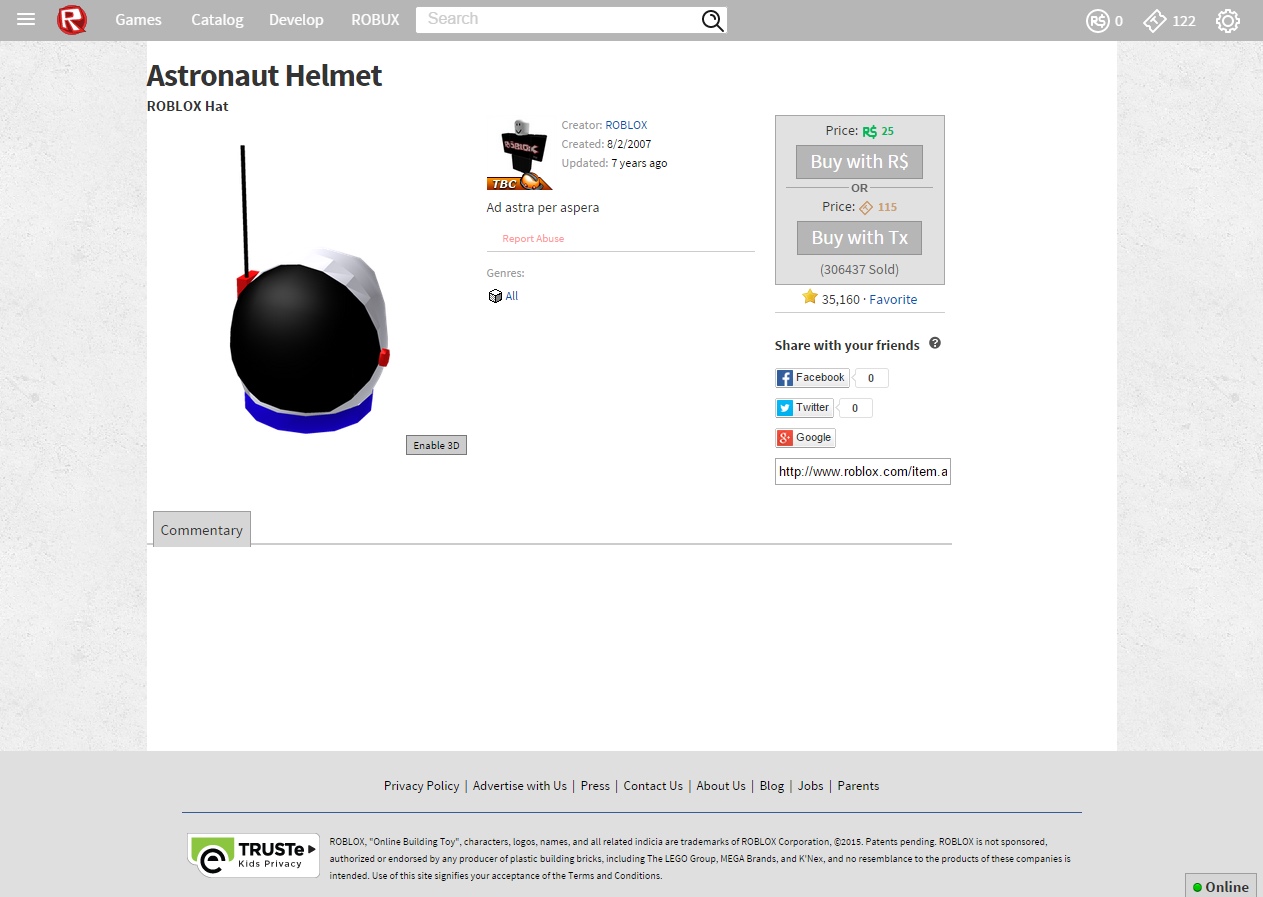 Games Catalog Develop ROBUX Search R$ 0 122
Astronaut Helmet
ROBLOX Hat
Creator: ROBLOX
Created: 8/2/2007
Updated: 7 years ago
TBC
Ad astra per aspera
Report Abuse
Genres:
All
Enable 3D
Price: R$ 25
Buy with R$
OR
Price: 115
Buy with Tx
(306437 Sold)
35,160 · Favorite
Share with your friends ?
Facebook 0
Twitter 0
Google
http://www.roblox.com/item.a
Commentary
Privacy Policy | Advertise with Us | Press | Contact Us | About Us | Blog | Jobs | Parents
TRUSTe
Kids Privacy
ROBLOX, "Online Building Toy", characters, logos, names, and all related indicia are trademarks of ROBLOX Corporation, ©2015. Patents pending. ROBLOX is not sponsored,
authorized or endorsed by any producer of plastic building bricks, including The LEGO Group, MEGA Brands, and K'Nex, and no resemblance to the products of these companies is
intended. Use of this site signifies your acceptance of the Terms and Conditions.
Online